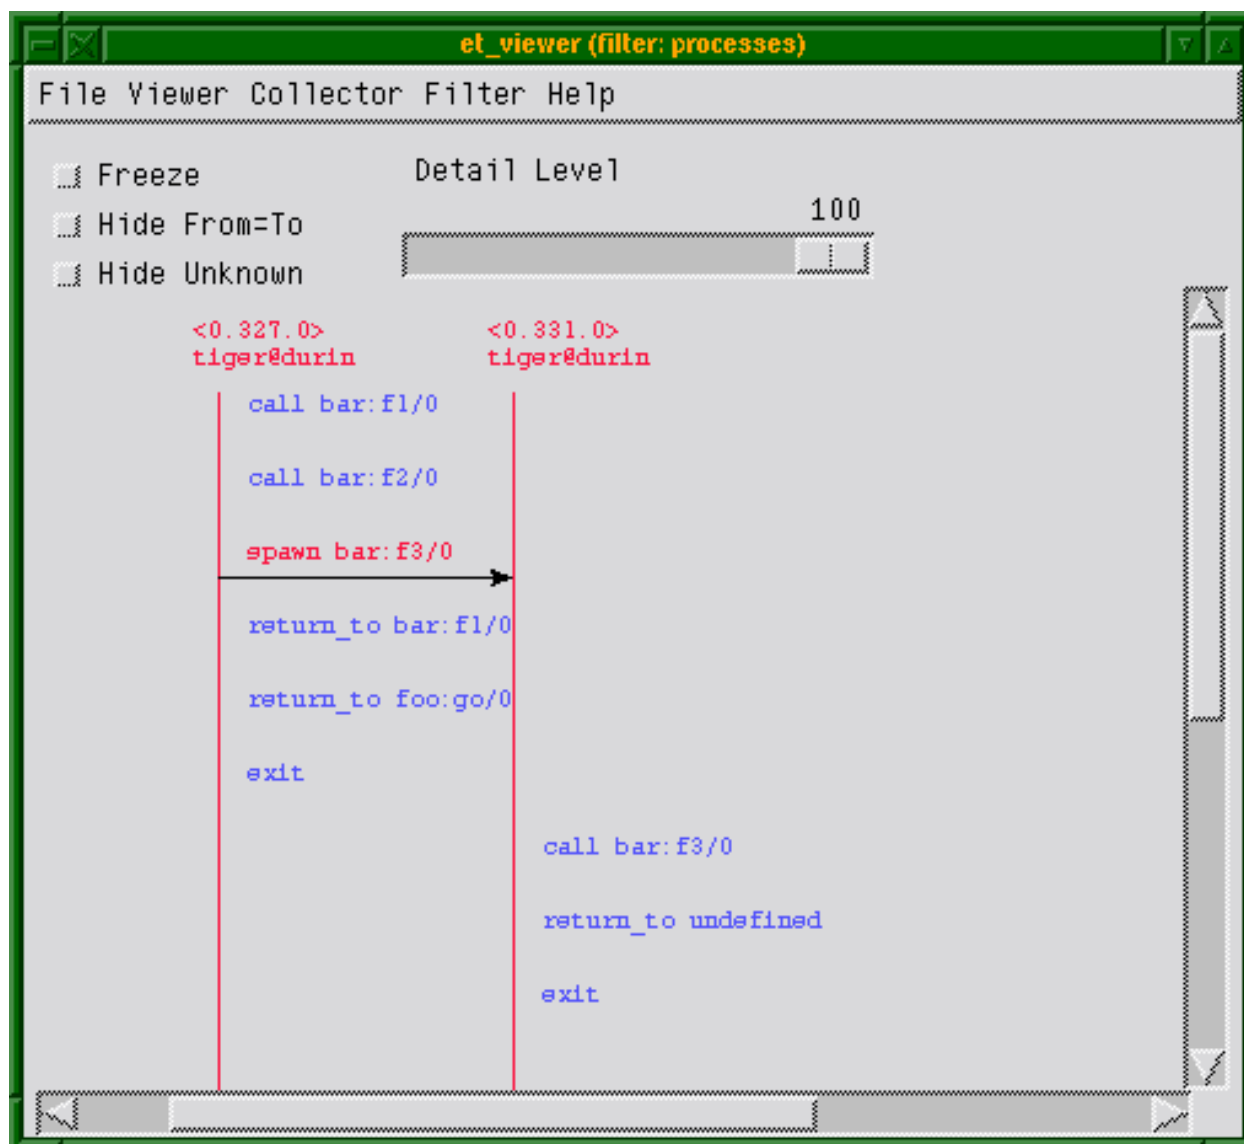 et_viewer (filter: processes)
File Viewer Collector Filter Help
Freeze
Detail Level
Hide From=To
100
Hide Unknown
<0.327.0> <0.331.0>
tiger@durin tiger@durin
call bar:f1/0
call bar:f2/0
spawn bar:f3/0
return_to bar:f1/0
return_to foo:go/0
exit
call bar:f3/0
return_to undefined
exit